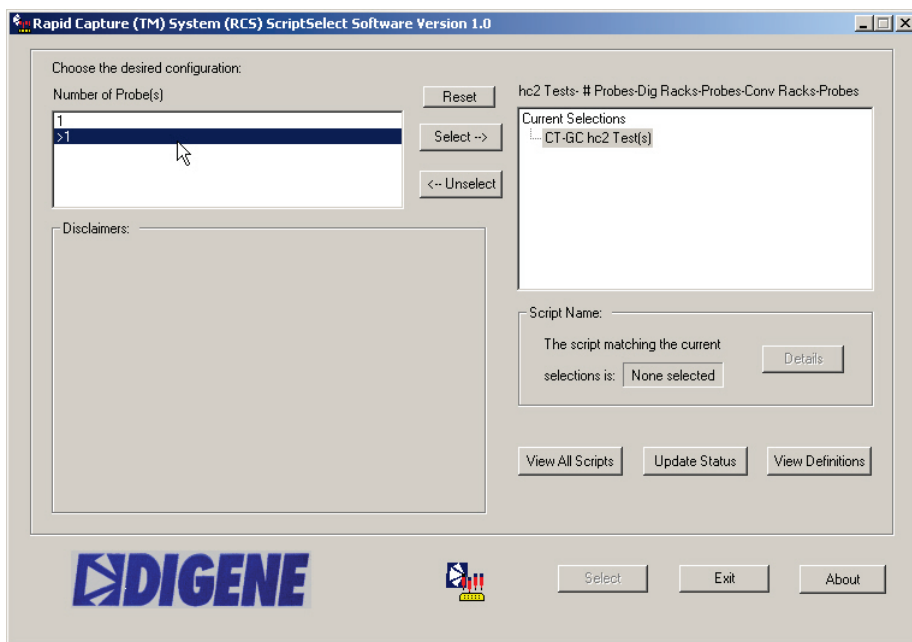 Rapid Capture (TM) System (RCS) ScriptSelect Software Version 1.0
Choose the desired configuration:
Number of Probe(s)
1
>1
Reset
Select -->
<-- Unselect
hc2 Tests- # Probes-Dig Racks-Probes-Conv Racks-Probes
Current Selections
CT-GC hc2 Test(s)
Disclaimers:
Script Name:
The script matching the current
selections is: None selected
Details
View All Scripts
Update Status
View Definitions
DIGENE
Select
Exit
About